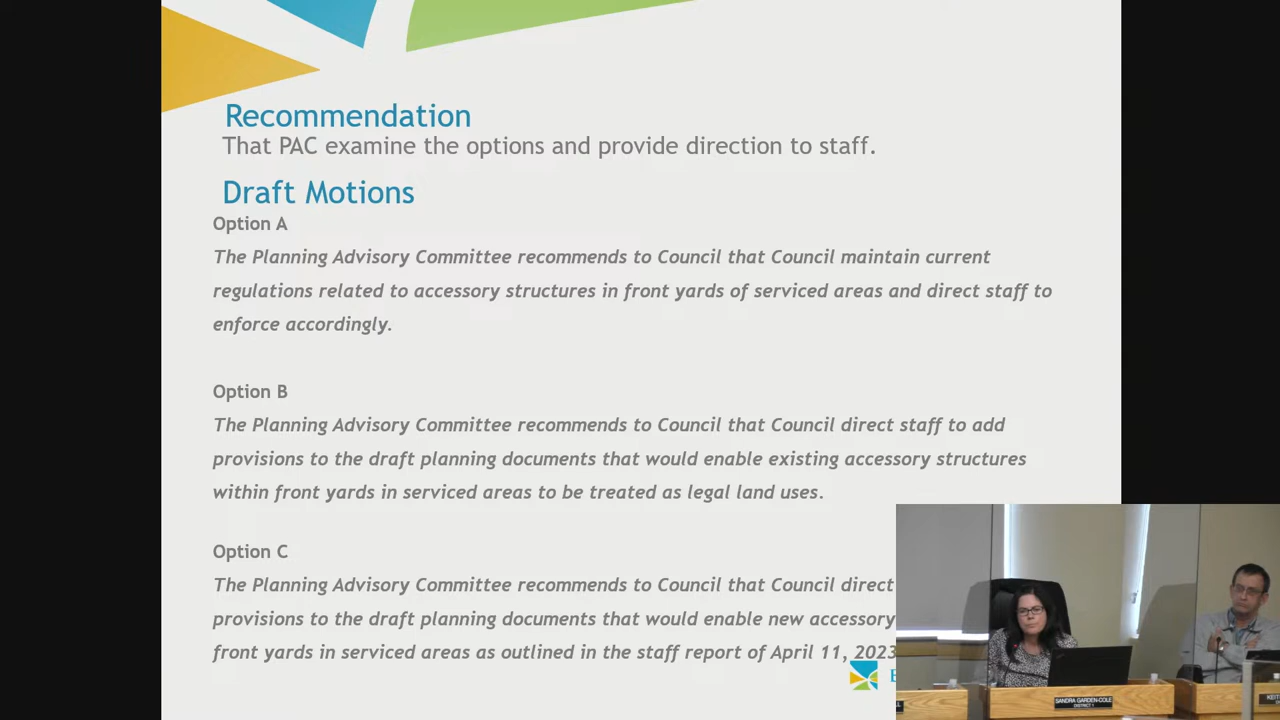 Recommendation
That PAC examine the options and provide direction to staff.
Draft Motions
Option A
The Planning Advisory Committee recommends to Council that Council maintain current
regulations related to accessory structures in front yards of serviced areas and direct staff to
enforce accordingly.
Option B
The Planning Advisory Committee recommends to Council that Council direct staff to add
provisions to the draft planning documents that would enable existing accessory structures
within front yards in serviced areas to be treated as legal land uses.
Option C
The Planning Advisory Committee recommends to Council that Council direct
provisions to the draft planning documents that would enable new accessory
front yards in serviced areas as outlined in the staff report of April 11, 2023
E
SANDRA GARDEN-COLE
DISTRICT 1